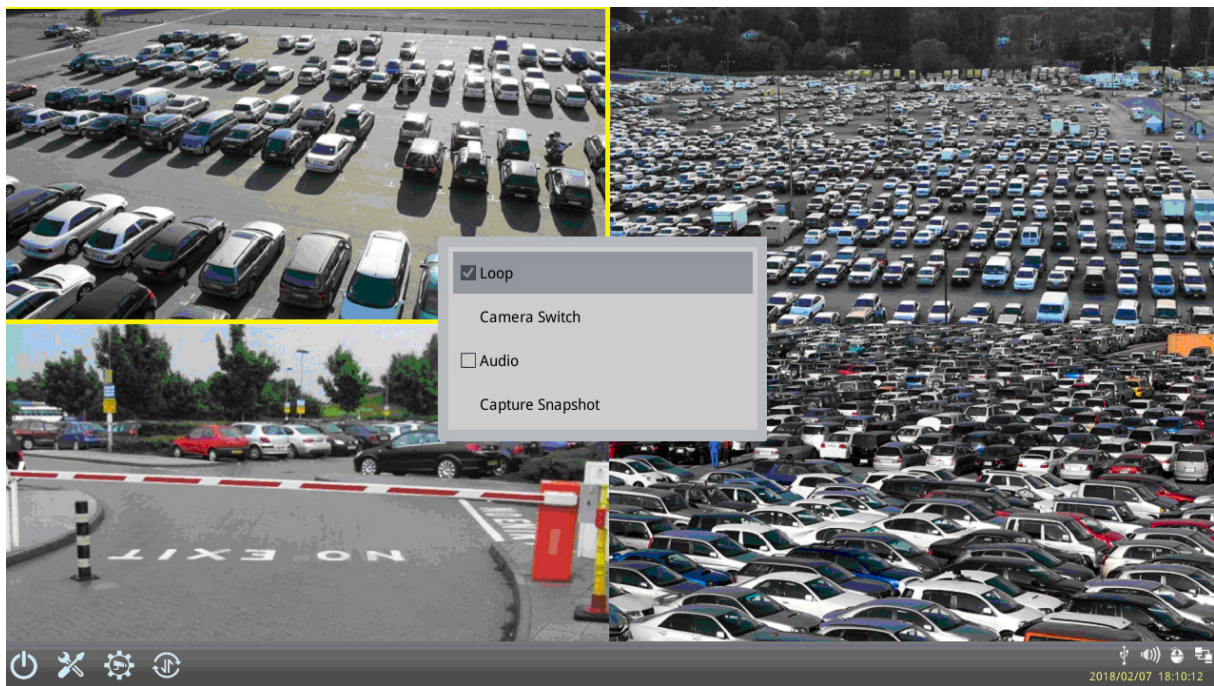 Loop
Camera Switch
Audio
Capture Snapshot
NO EXIT
2018/02/07 18:10:12